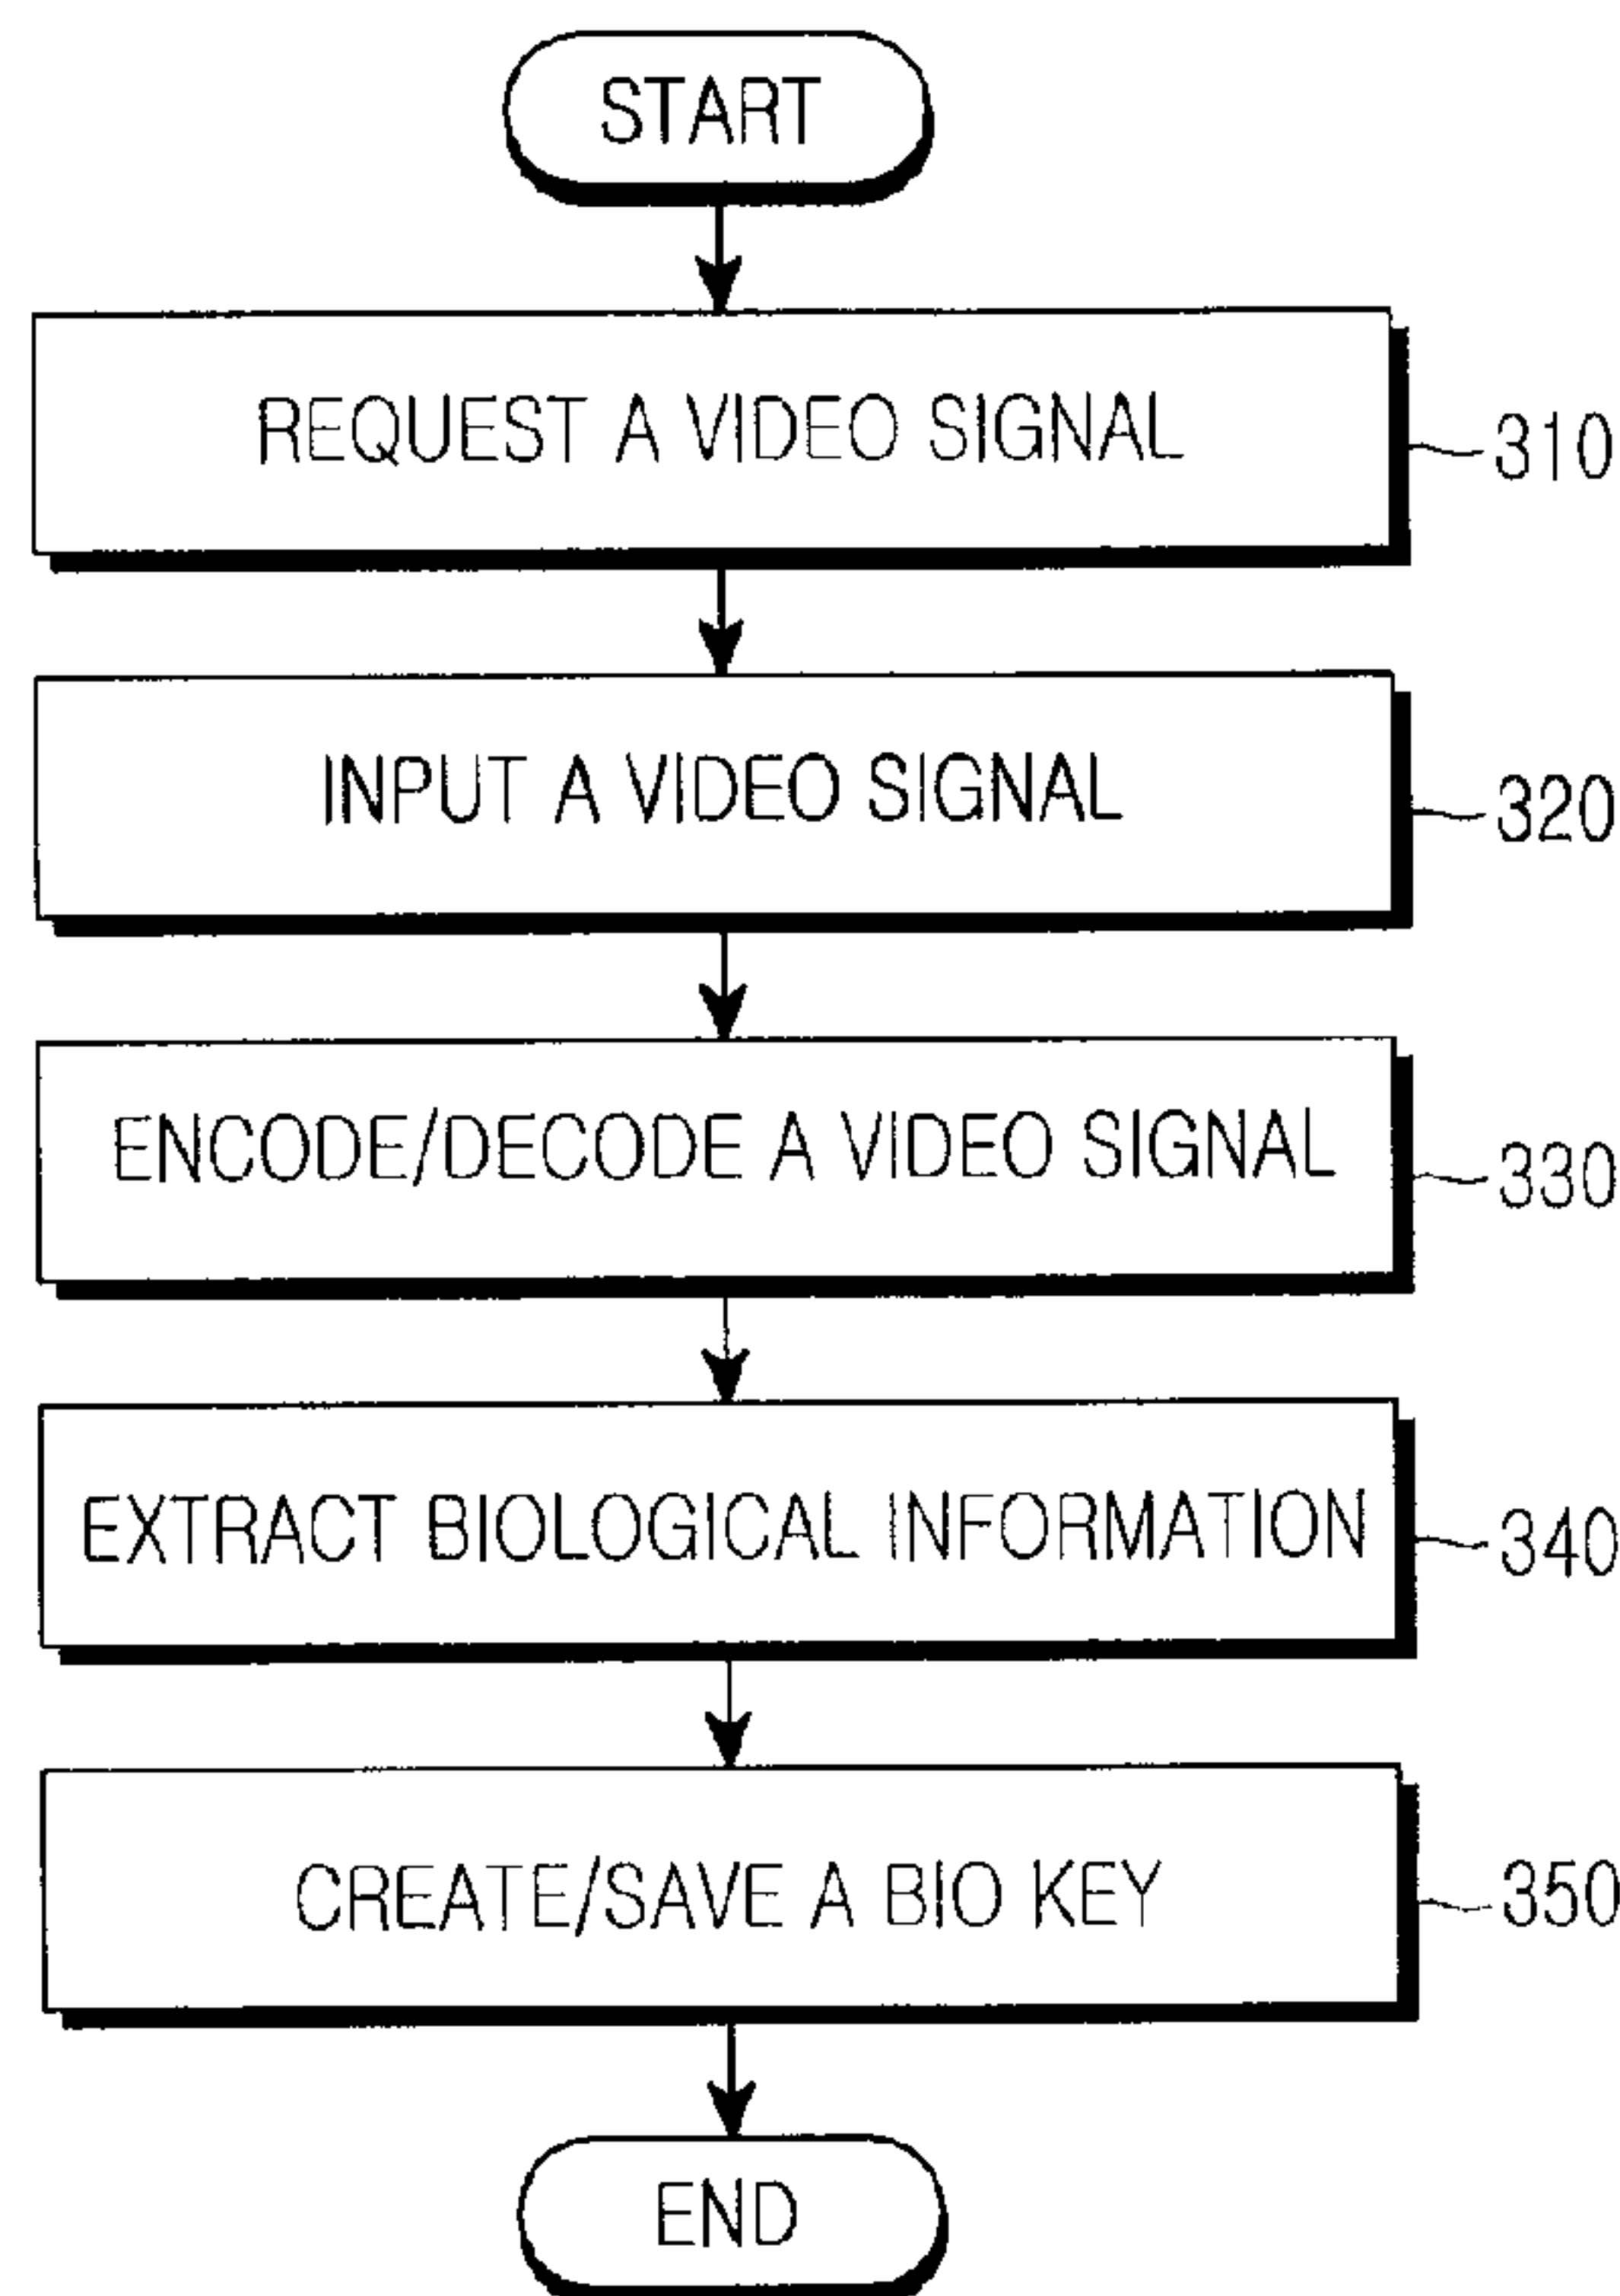 START
REQUEST A VIDEO SIGNAL
310
INPUT A VIDEO SIGNAL
320
ENCODE/DECODE A VIDEO SIGNAL
330
EXTRACT BIOLOGICAL INFORMATION
340
CREATE/SAVE A BIO KEY
350
END